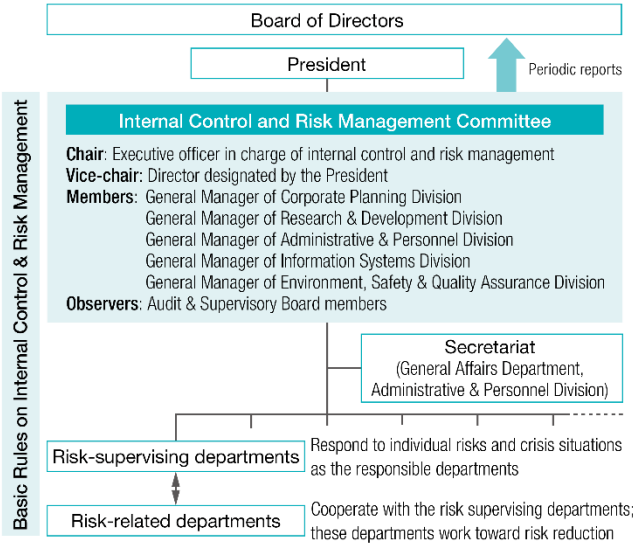 Board of Directors
President
Periodic reports
Basic Rules on Internal Control & Risk Management
Internal Control and Risk Management Committee
Chair: Executive officer in charge of internal control and risk management
Vice-chair: Director designated by the President
Members: General Manager of Corporate Planning Division
General Manager of Research & Development Division
General Manager of Administrative & Personnel Division
General Manager of Information Systems Division
General Manager of Environment, Safety & Quality Assurance Division
Observers: Audit & Supervisory Board members
Secretariat
(General Affairs Department,
Administrative & Personnel Division)
Risk-supervising departments
Respond to individual risks and crisis situations
as the responsible departments
Risk-related departments
Cooperate with the risk supervising departments;
these departments work toward risk reduction